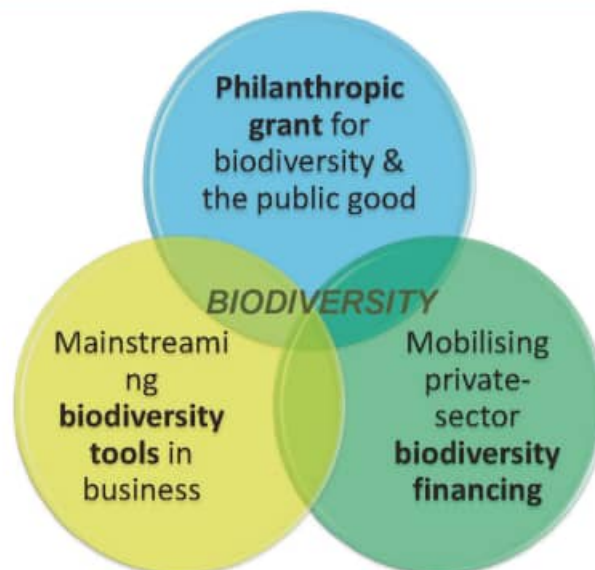 Philanthropic
grant for
biodiversity &
the public good
BIODIVERSITY
Mainstreami
ng
biodiversity
tools in
business
Mobilising
private-
sector
biodiversity
financing